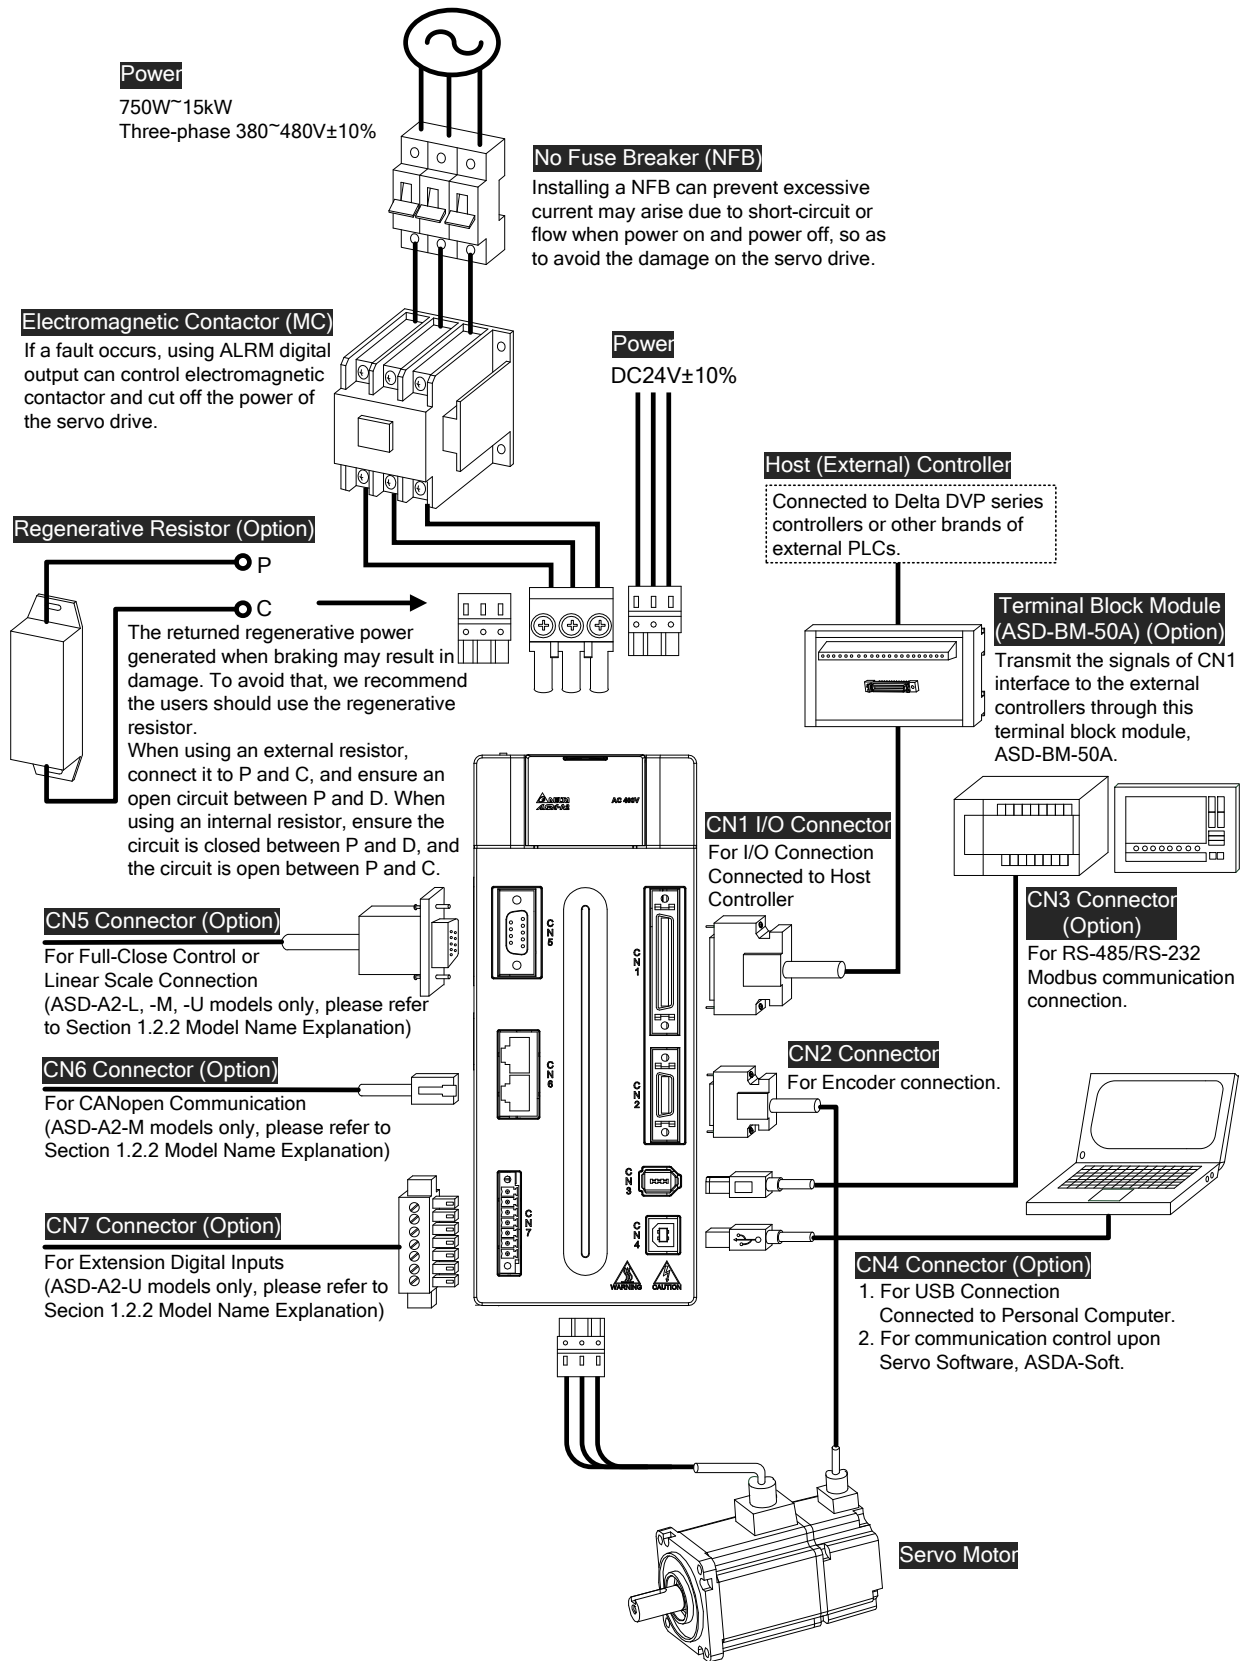 Power
750W~15kW
Three-phase 380~480V±10%
No Fuse Breaker (NFB)
Installing a NFB can prevent excessive
current may arise due to short-circuit or
flow when power on and power off, so as
to avoid the damage on the servo drive.
Electromagnetic Contactor (MC)
If a fault occurs, using ALRM digital
output can control electromagnetic
contactor and cut off the power of
the servo drive.
Power
DC24V±10%
Host (External) Controller
Connected to Delta DVP series
controllers or other brands of
external PLCs.
Regenerative Resistor (Option)
P
C
The returned regenerative power
generated when braking may result in
damage. To avoid that, we recommend
the users should use the regenerative
resistor.
When using an external resistor,
connect it to P and C, and ensure an
open circuit between P and D. When
using an internal resistor, ensure the
circuit is closed between P and D, and
the circuit is open between P and C.
Terminal Block Module
(ASD-BM-50A) (Option)
Transmit the signals of CN1
interface to the external
controllers through this
terminal block module,
ASD-BM-50A.
AC 400V
CN1 I/O Connector
For I/O Connection
Connected to Host
Controller
CN3 Connector
(Option)
For RS-485/RS-232
Modbus communication
connection.
CN5 Connector (Option)
For Full-Close Control or
Linear Scale Connection
(ASD-A2-L, -M, -U models only, please refer
to Section 1.2.2 Model Name Explanation)
CN5
CN1
CN6 Connector (Option)
For CANopen Communication
(ASD-A2-M models only, please refer to
Section 1.2.2 Model Name Explanation)
CN6
CN2
CN2 Connector
For Encoder connection.
CN3
CN7 Connector (Option)
For Extension Digital Inputs
(ASD-A2-U models only, please refer to
Secion 1.2.2 Model Name Explanation)
CN7
CN4
WARNING
CAUTION
CN4 Connector (Option)
1. For USB Connection
Connected to Personal Computer.
2. For communication control upon
Servo Software, ASDA-Soft.
Servo Motor